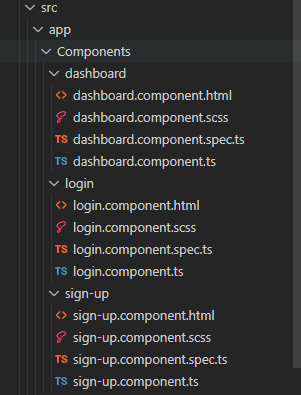 src
app
Components
dashboard
<> dashboard.component.html
dashboard.component.scss
TS dashboard.component.spec.ts
TS dashboard.component.ts
login
<> login.component.html
login.component.scss
TS login.component.spec.ts
TS login.component.ts
sign-up
<> sign-up.component.html
sign-up.component.scss
TS sign-up.component.spec.ts
TS sign-up.component.ts